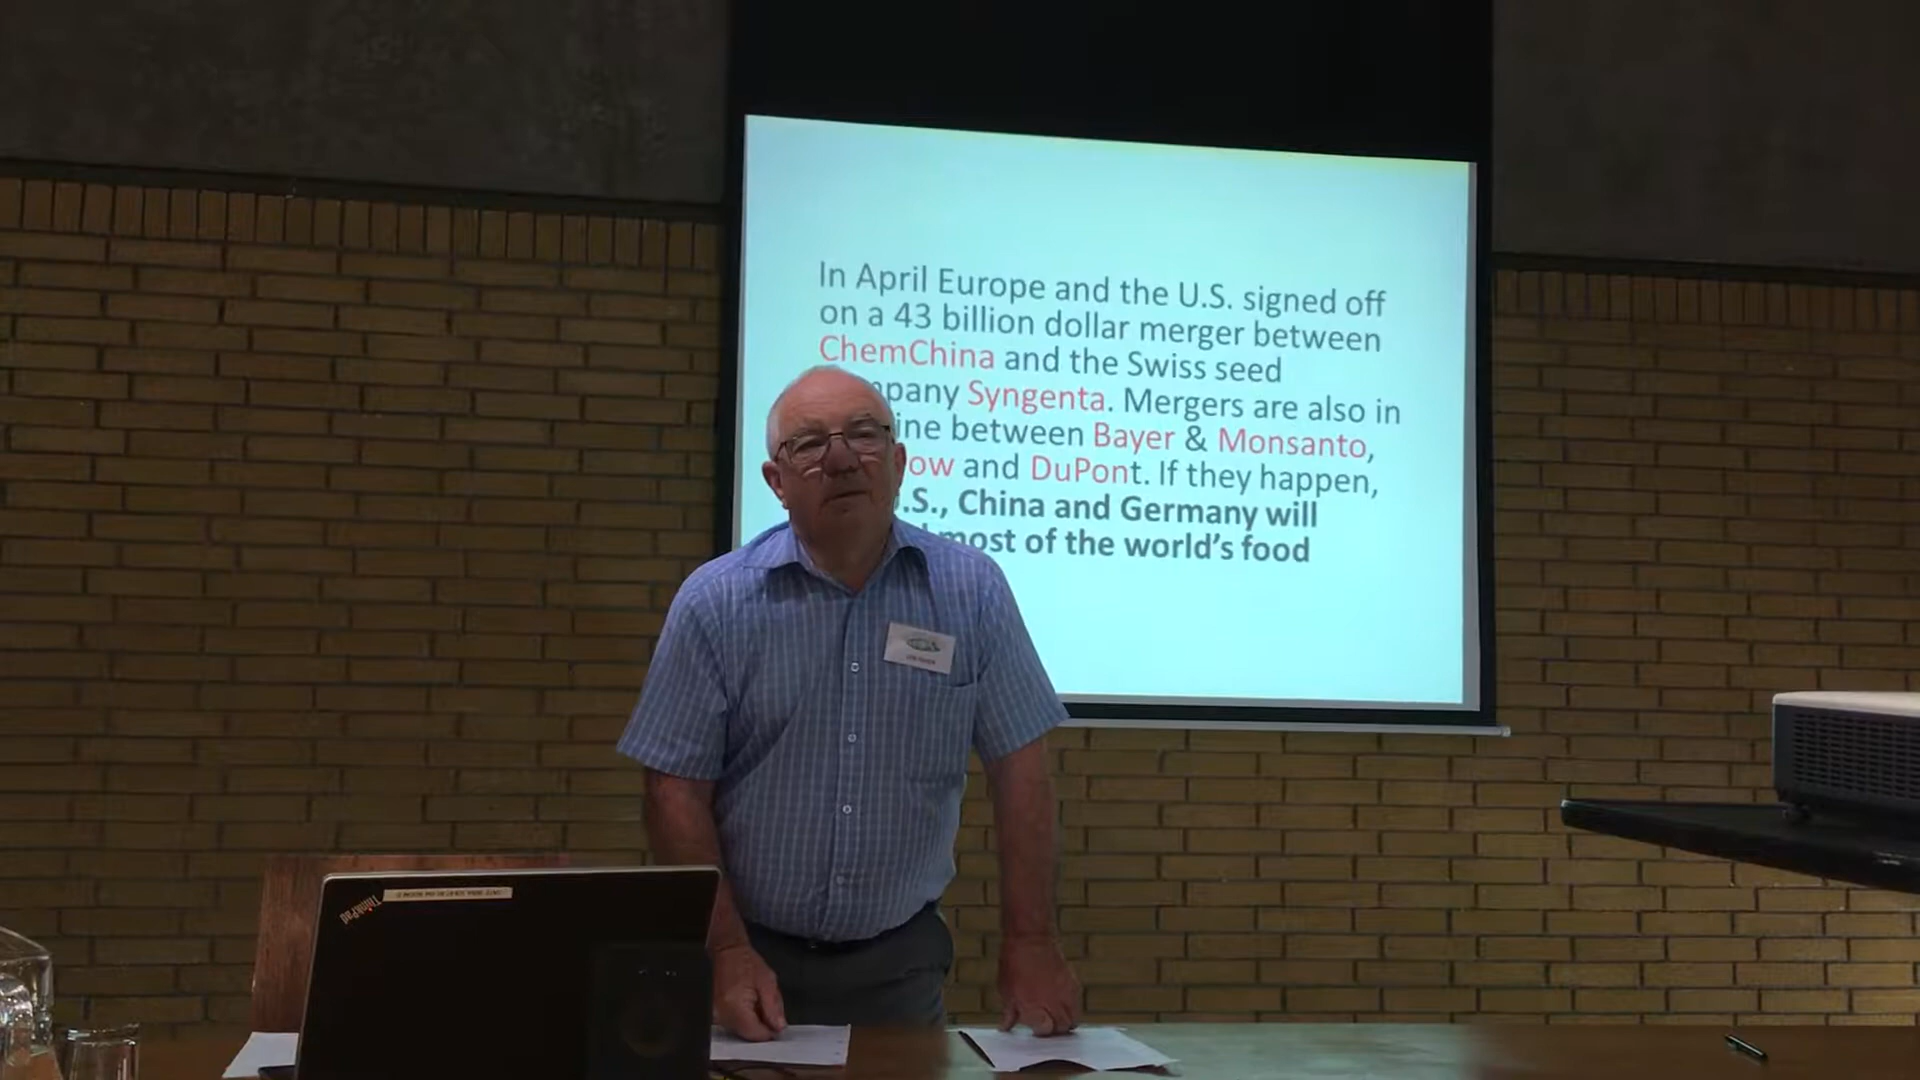 In April Europe and the U.S. signed off
on a 43 billion dollar merger between
ChemChina and the Swiss seed
Syngenta. Mergers are also in
between Bayer & Monsanto,
and DuPont. If they happen,
China and Germany will
most of the world's food
ThinkPad